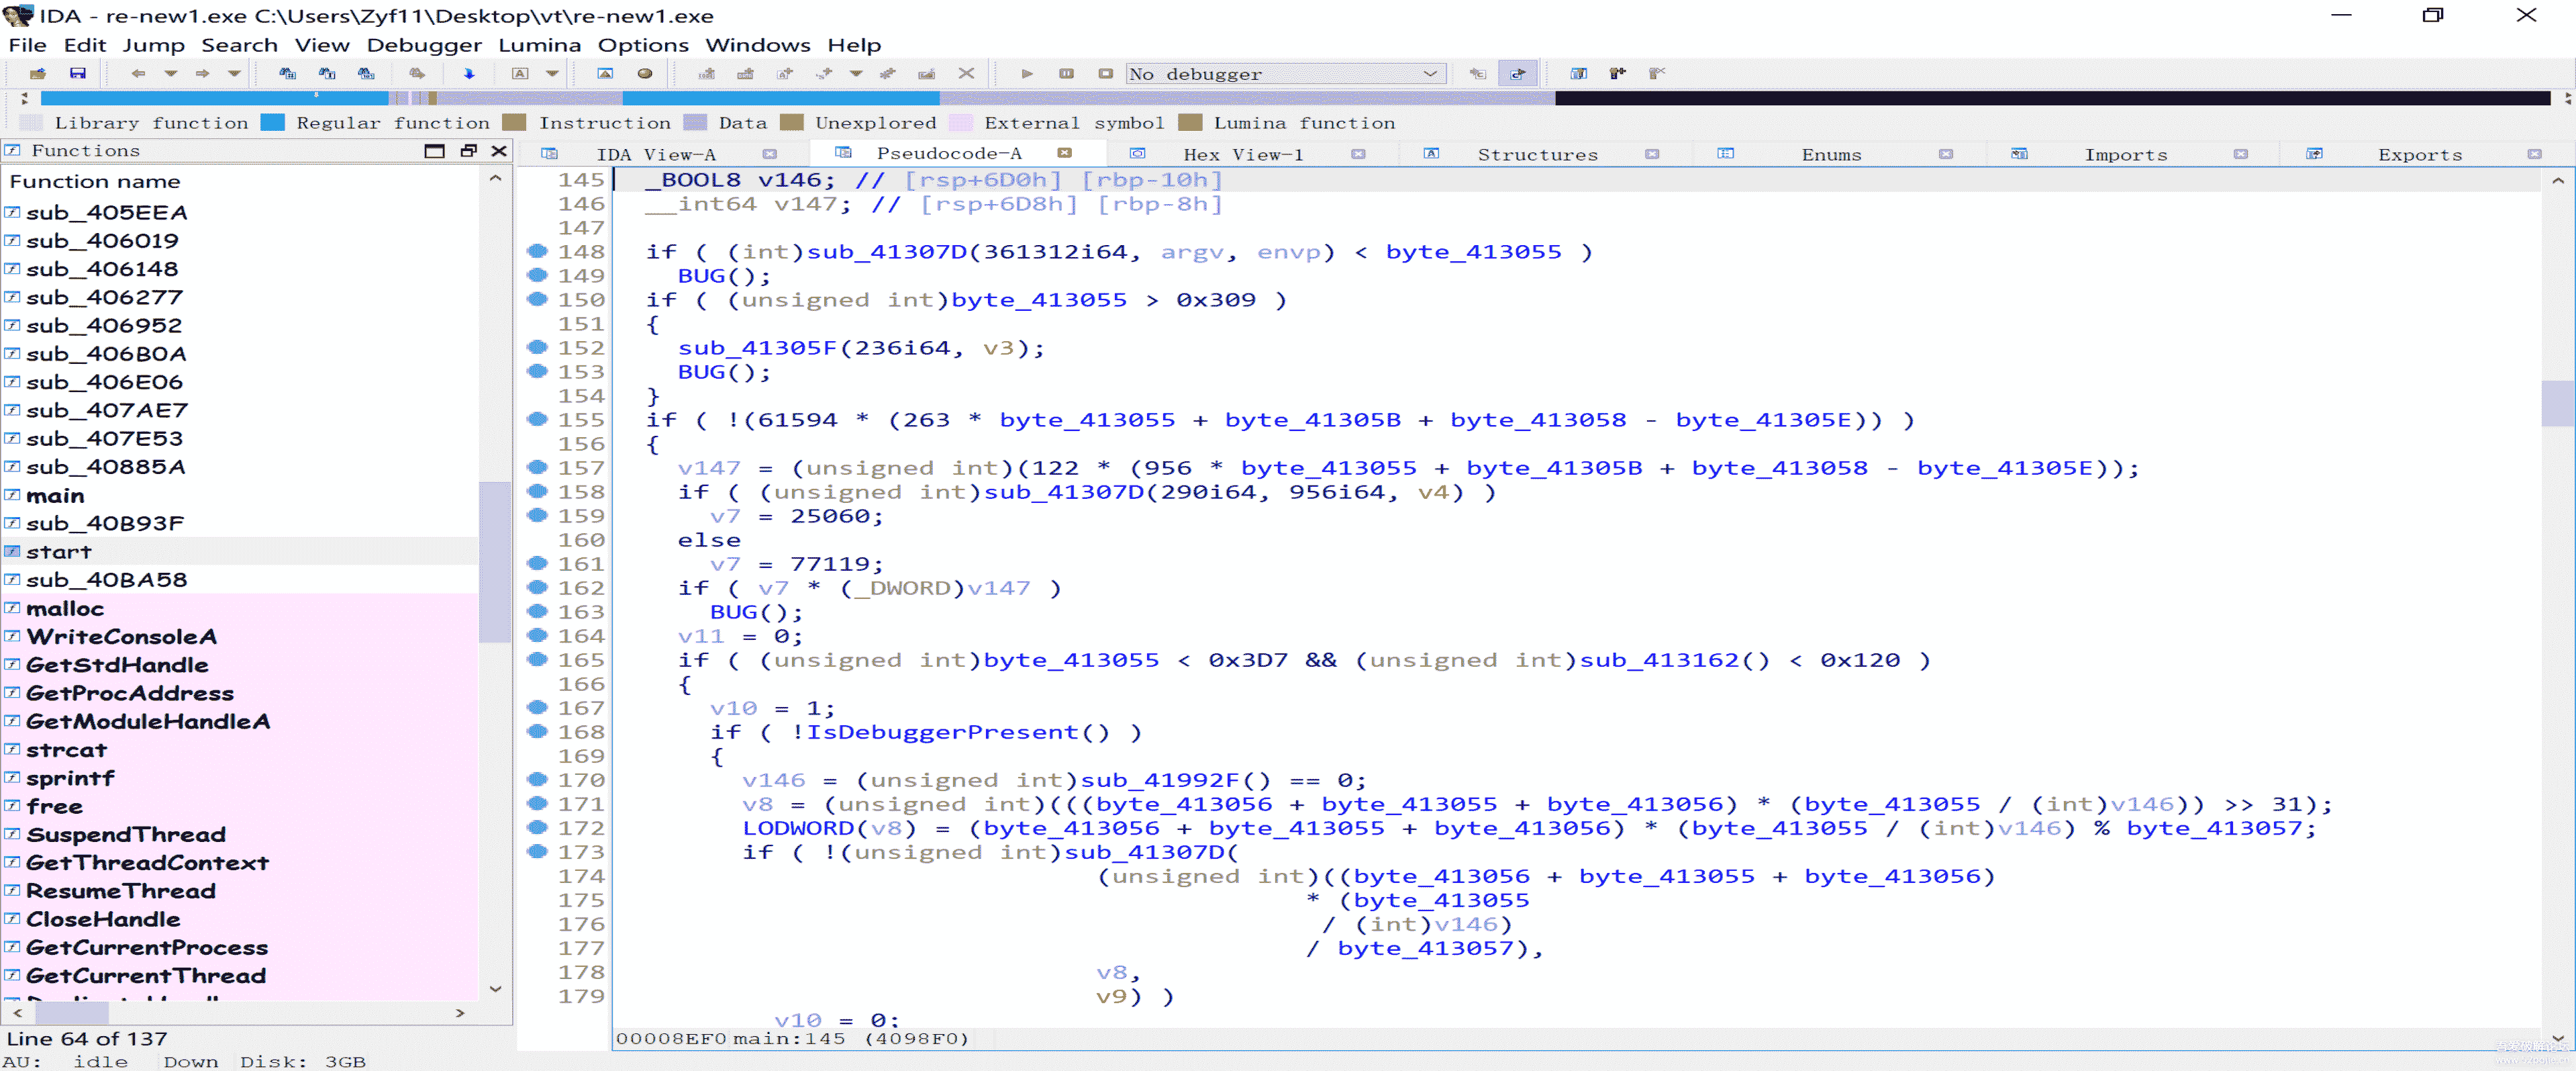 IDA - re-new1.exe C:\Users\Zyf11\Desktop\vt\re-new1.exe
File Edit Jump Search View Debugger Lumina Options Windows Help
No debugger
Library function Regular function Instruction Data Unexplored External symbol Lumina function
Functions
IDA View-A Pseudocode-A Hex View-1 Structures Enums Imports Exports
Function name
sub_405EEA
sub_406019
sub_406148
sub_406277
sub_406952
sub_406B0A
sub_406E06
sub_407AE7
sub_407E53
sub_40885A
main
sub_40B93F
start
sub_40BA58
malloc
WriteConsoleA
GetStdHandle
GetProcAddress
GetModuleHandleA
strcat
sprintf
free
SuspendThread
GetThreadContext
ResumeThread
CloseHandle
GetCurrentProcess
GetCurrentThread
Line 64 of 137
145 _BOOL8 v146; // [rsp+6D0h] [rbp-10h]
146 __int64 v147; // [rsp+6D8h] [rbp-8h]
147
148 if ( (int)sub_41307D(361312i64, argv, envp) < byte_413055 )
149 BUG();
150 if ( (unsigned int)byte_413055 > 0x309 )
151 {
152 sub_41305F(236i64, v3);
153 BUG();
154 }
155 if ( !(61594 * (263 * byte_413055 + byte_41305B + byte_413058 - byte_41305E)) )
156 {
157 v147 = (unsigned int)(122 * (956 * byte_413055 + byte_41305B + byte_413058 - byte_41305E));
158 if ( (unsigned int)sub_41307D(290i64, 956i64, v4) )
159 v7 = 25060;
160 else
161 v7 = 77119;
162 if ( v7 * (_DWORD)v147 )
163 BUG();
164 v11 = 0;
165 if ( (unsigned int)byte_413055 < 0x3D7 && (unsigned int)sub_413162() < 0x120 )
166 {
167 v10 = 1;
168 if ( !IsDebuggerPresent() )
169 {
170 v146 = (unsigned int)sub_41992F() == 0;
171 v8 = (unsigned int)(((byte_413056 + byte_413055 + byte_413056) * (byte_413055 / (int)v146)) >> 31);
172 LODWORD(v8) = (byte_413056 + byte_413055 + byte_413056) * (byte_413055 / (int)v146) % byte_413057;
173 if ( !(unsigned int)sub_41307D(
174 (unsigned int)((byte_413056 + byte_413055 + byte_413056)
175 * (byte_413055
176 / (int)v146)
177 / byte_413057),
178 v8,
179 v9) )
v10 = 0;
00008EF0 main:145 (4098F0)
AU: idle Down Disk: 3GB